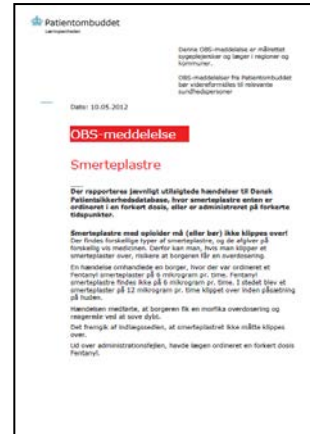 Patientombuddet
Læringsenheden
Denne OBS-meddelelse er målrettet
sygeplejersker og læger i regioner og
kommuner.
OBS-meddelelser fra Patientombuddet
bør videreformidles til relevante
sundhedspersoner
Dato: 10.05.2012
OBS-meddelelse
Smerteplastre
Der rapporteres jævnligt utilsigtede hændelser til Dansk
Patientsikkerhedsdatabase, hvor smerteplastre enten er
ordineret i en forkert dosis, eller er administreret på forkerte
tidspunkter.
Smerteplastre med opioider må (eller bør) ikke klippes over!
Der findes forskellige typer af smerteplastre, og de afgiver på
forskellig vis medicinen. Derfor kan man, hvis man klipper et
smerteplaster over, risikere at borgeren får en overdosering.
En hændelse omhandlede en borger, hvor der var ordineret et
Fentanyl smerteplaster på 6 mikrogram pr. time. Fentanyl
smerteplastre findes ikke på 6 mikrogram pr. time. I stedet blev et
smerteplaster på 12 mikrogram pr. time klippet over inden påsætning
på huden.
Hændelsen medførte, at borgeren fik en morfika overdosering og
reagerede ved at sove dybt.
Det fremgik af indlægssedlen, at smerteplastret ikke måtte klippes
over.
Ud over administrationsfejlen, havde lægen ordineret en forkert dosis
Fentanyl.